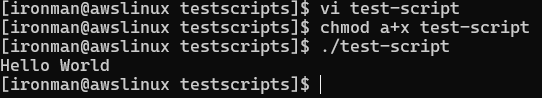 [ironman@awslinux testscripts]$ vi test-script
[ironman@awslinux testscripts]$ chmod a+x test-script
[ironman@awslinux testscripts]$ ./test-script
Hello World
[ironman@awslinux testscripts]$